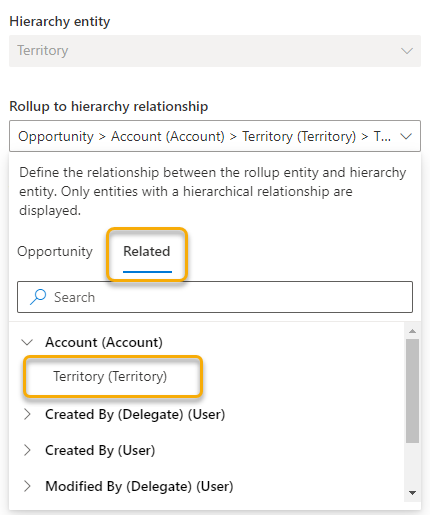 Hierarchy entity
Territory
Rollup to hierarchy relationship
Opportunity > Account (Account) > Territory (Territory) > T...
Define the relationship between the rollup entity and hierarchy
entity. Only entities with a hierarchical relationship are
displayed.
Opportunity Related
Search
Account (Account)
Territory (Territory)
Created By (Delegate) (User)
Created By (User)
Modified By (Delegate) (User)